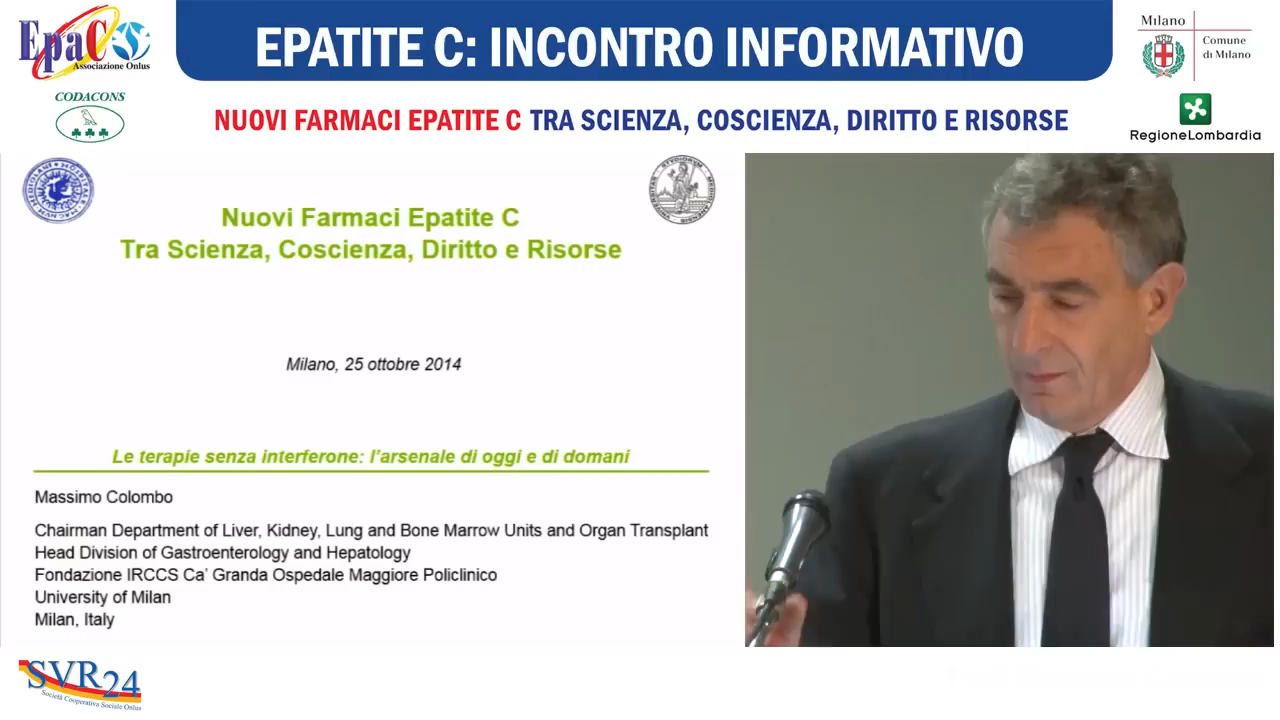 EpaC
Associazione Onlus
EPATITE C: INCONTRO INFORMATIVO
Milano
Comune
di Milano
CODACONS
NUOVI FARMACI EPATITE C TRA SCIENZA, COSCIENZA, DIRITTO E RISORSE
RegioneLombardia
Nuovi Farmaci Epatite C
Tra Scienza, Coscienza, Diritto e Risorse
Milano, 25 ottobre 2014
Le terapie senza interferone: l'arsenale di oggi e di domani
Massimo Colombo
Chairman Department of Liver, Kidney, Lung and Bone Marrow Units and Organ Transplant
Head Division of Gastroenterology and Hepatology
Fondazione IRCCS Ca' Granda Ospedale Maggiore Policlinico
University of Milan
Milan, Italy
SVR24
Società Cooperativa Sociale Onlus